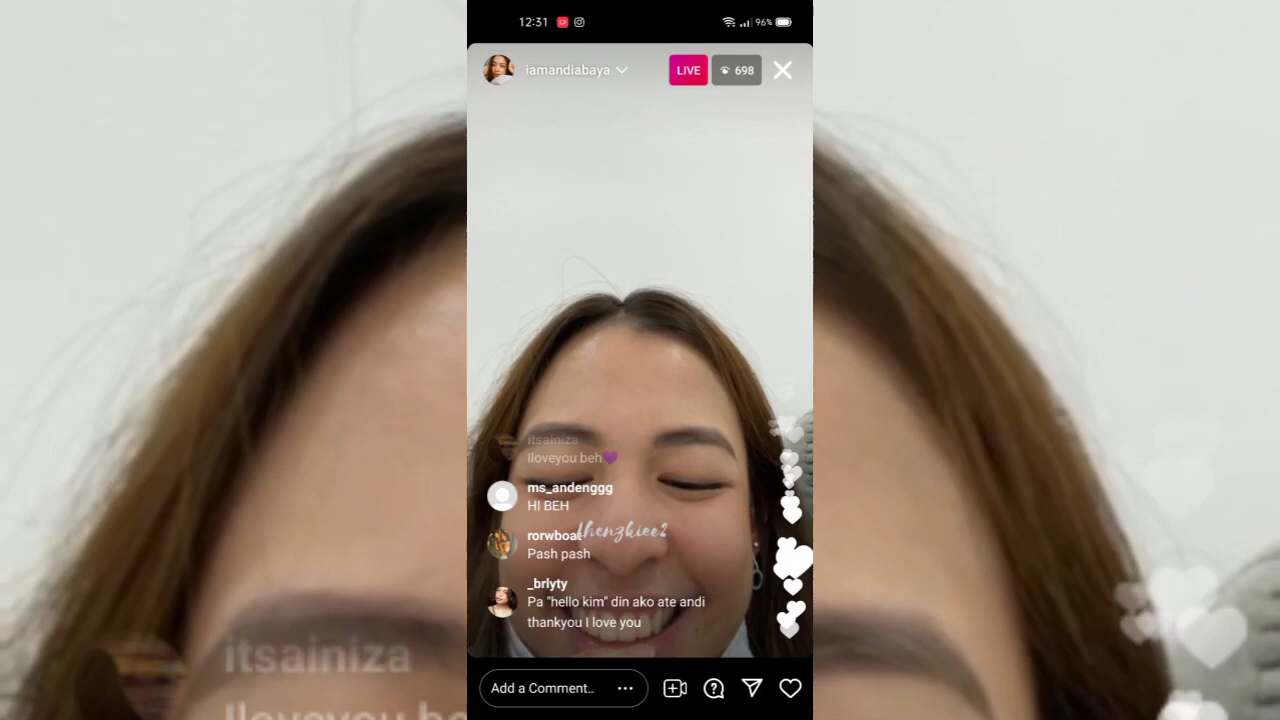 12:31
96%
iamandiabaya
LIVE
698
itsainiza
Iloveyou beh💜
ms_andenggg
HI BEH
rorwboat
Pash pash
_brlyty
Pa "hello kim" din ako ate andi
thankyou I love you
Add a Comment..
itsainiza